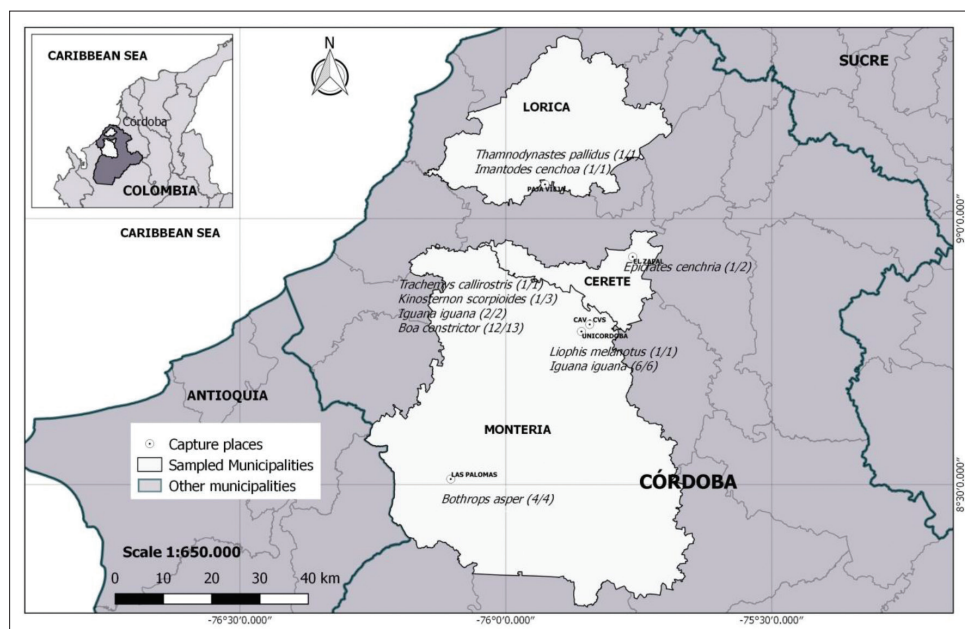 CARIBBEAN SEA
Córdoba
COLOMBIA
N
SUCRE
LORICA
Thamnodynastes pallidus (1/1)
Imantodes cenchoa (1/1)
PAJA VIEJA
CARIBBEAN SEA
9°0'0.000"
EL ZAPAL
Epicrates cenchria (1/2)
CERETE
Trachemys callirostris (1/1)
Kinosternon scorpioides (1/3)
Iguana iguana (2/2)
Boa constrictor (12/13)
CAV - CVS
UNICORDOBA
Liophis melanotus (1/1)
Iguana iguana (6/6)
ANTIOQUIA
MONTERIA
Capture places
Sampled Municipalities
Other municipalities
LAS PALOMAS
Bothrops asper (4/4)
CÓRDOBA
8°30'0.000"
Scale 1:650.000
0 10 20 30 40 km
-76°30'0.000" -76°0'0.000" -75°30'0.000"